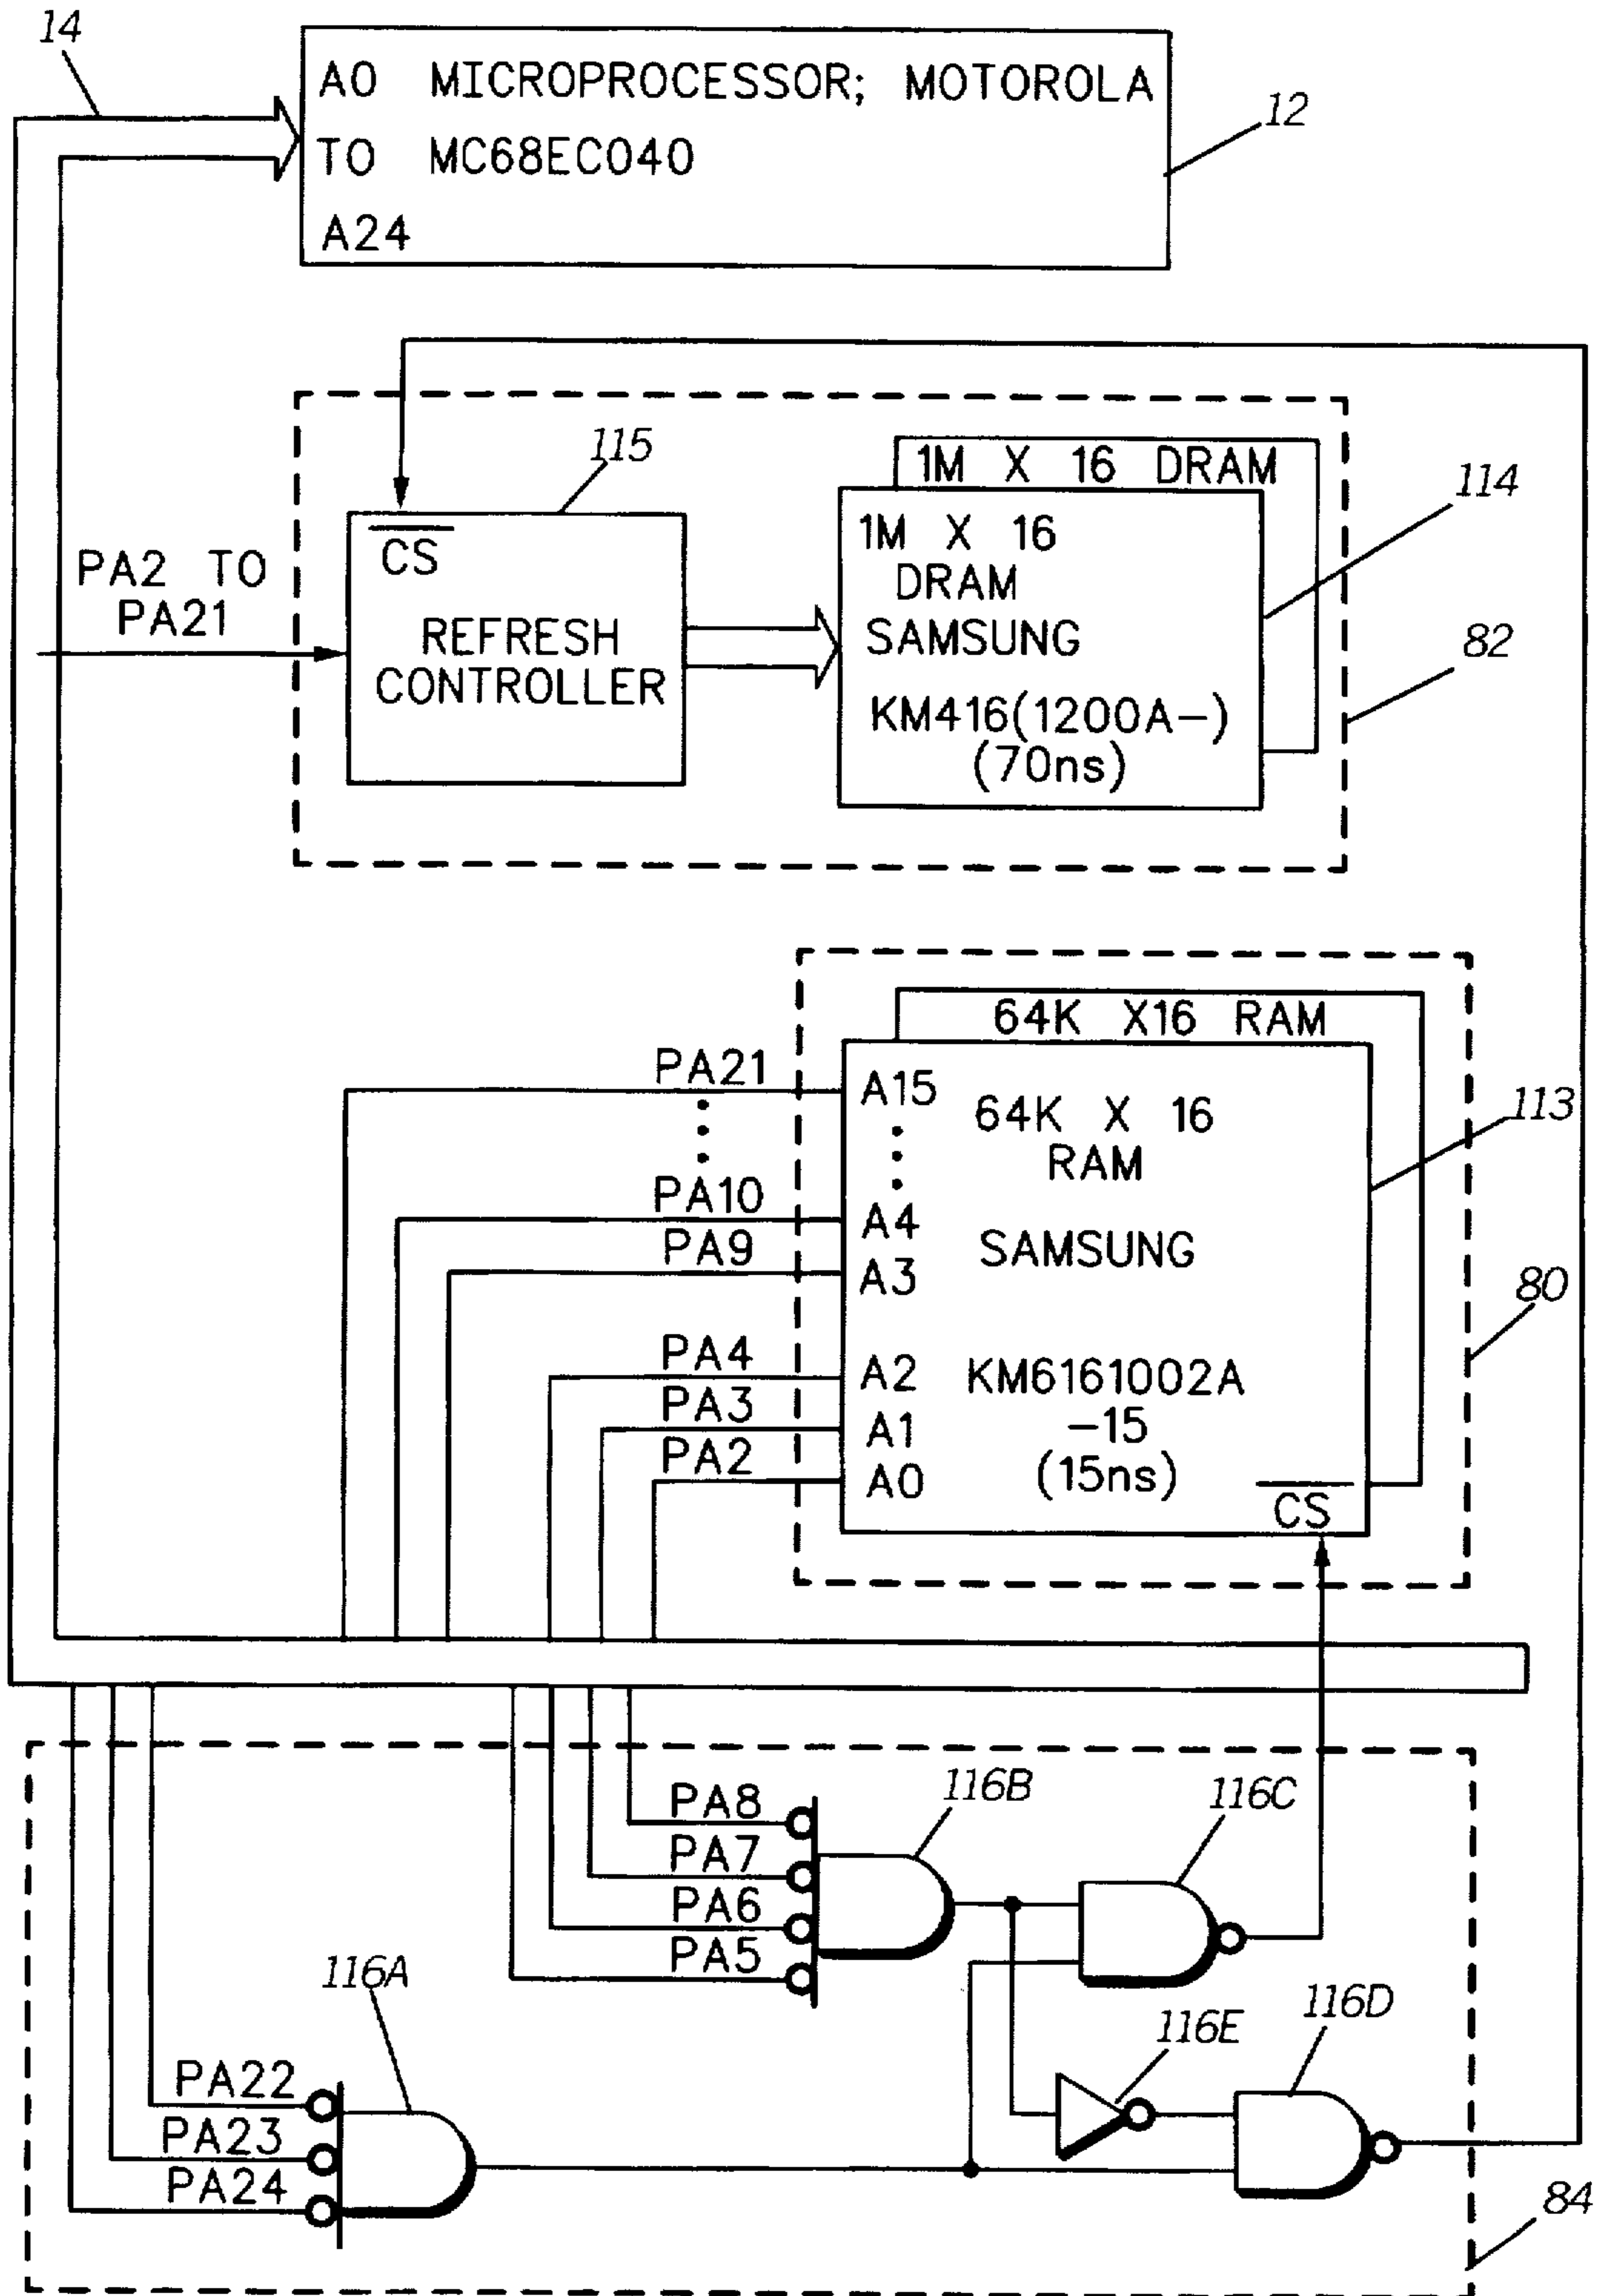 14
A0 MICROPROCESSOR; MOTOROLA
TO MC68EC040
A24
12
115
1M X 16 DRAM
114
1M X 16
DRAM
SAMSUNG
KM416(1200A-)
(70ns)
CS
REFRESH
CONTROLLER
PA2 TO
PA21
82
64K X16 RAM
113
PA21
A15
64K X 16
RAM
PA10
A4
PA9
A3
SAMSUNG
80
PA4
A2
KM6161002A
PA3
A1
-15
PA2
A0
(15ns)
CS
116B
116C
PA8
PA7
PA6
PA5
116A
116E
116D
PA22
PA23
PA24
84